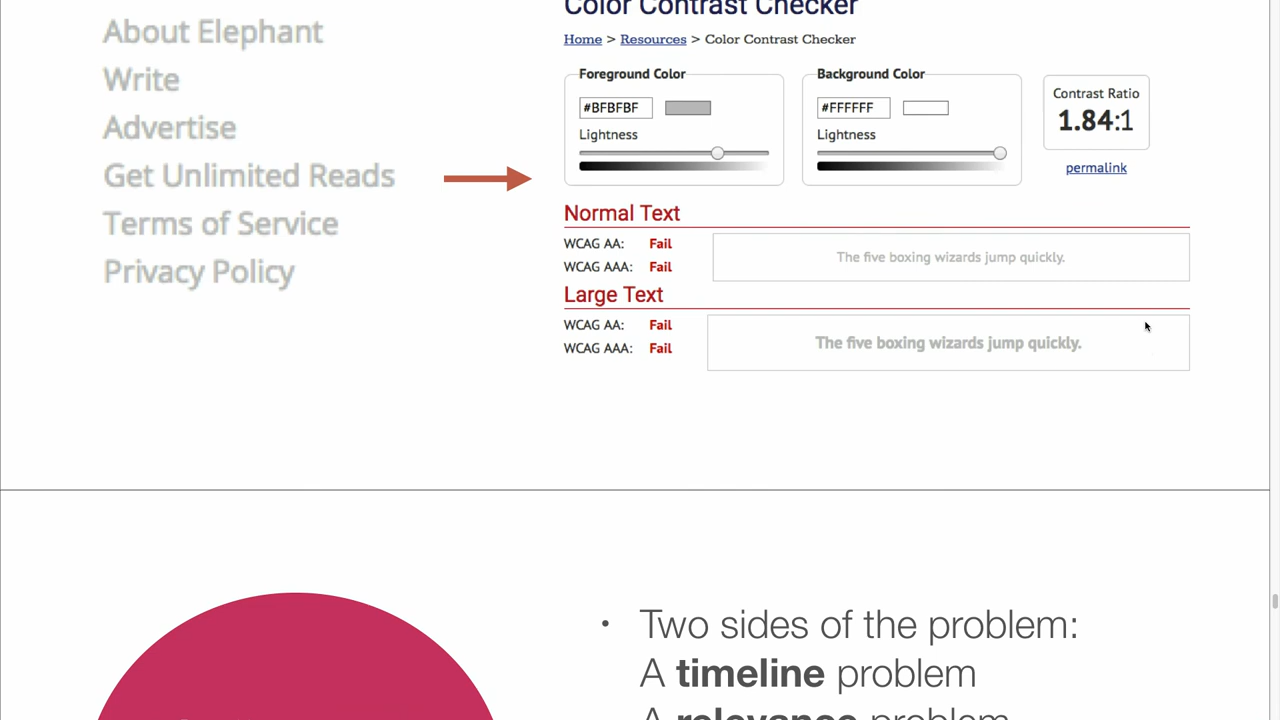 About Elephant
Write
Advertise
Get Unlimited Reads
Terms of Service
Privacy Policy
Color Contrast Checker
Home > Resources > Color Contrast Checker
Foreground Color
#BFBFBF
Lightness
Background Color
#FFFFFF
Lightness
Contrast Ratio
1.84:1
permalink
Normal Text
WCAG AA: Fail
WCAG AAA: Fail
The five boxing wizards jump quickly.
Large Text
WCAG AA: Fail
WCAG AAA: Fail
The five boxing wizards jump quickly.
• Two sides of the problem:
A timeline problem
A relevance problem